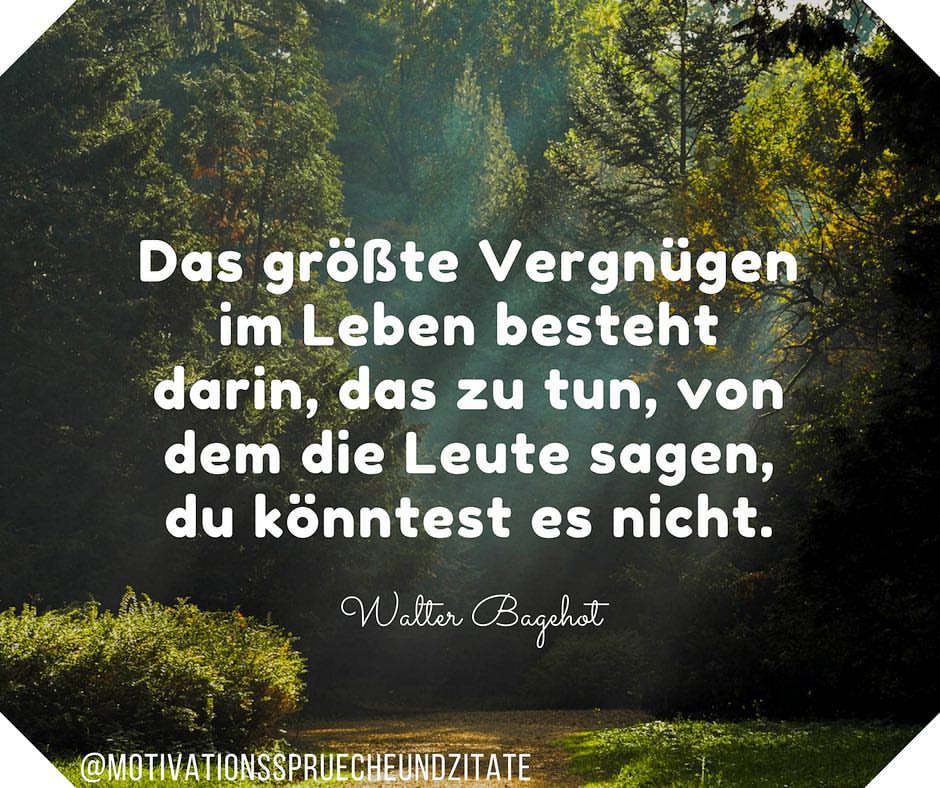 Das größte Vergnügen
im Leben besteht
darin, das zu tun, von
dem die Leute sagen,
du könntest es nicht.
Walter Bagehot
@MOTIVATIONSSPRUECHEUNDZITATE